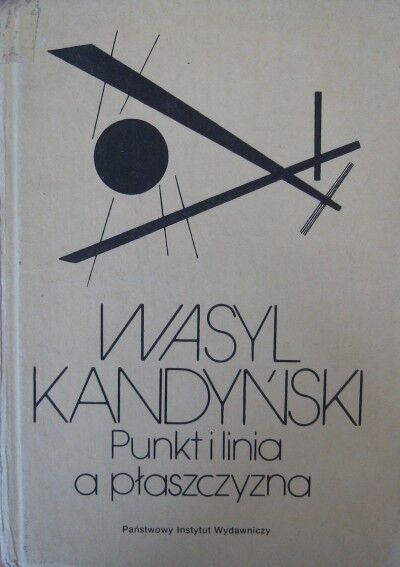 WASYL
KANDYŃSKI
Punkt i linia
a płaszczyzna
Państwowy Instytut Wydawniczy